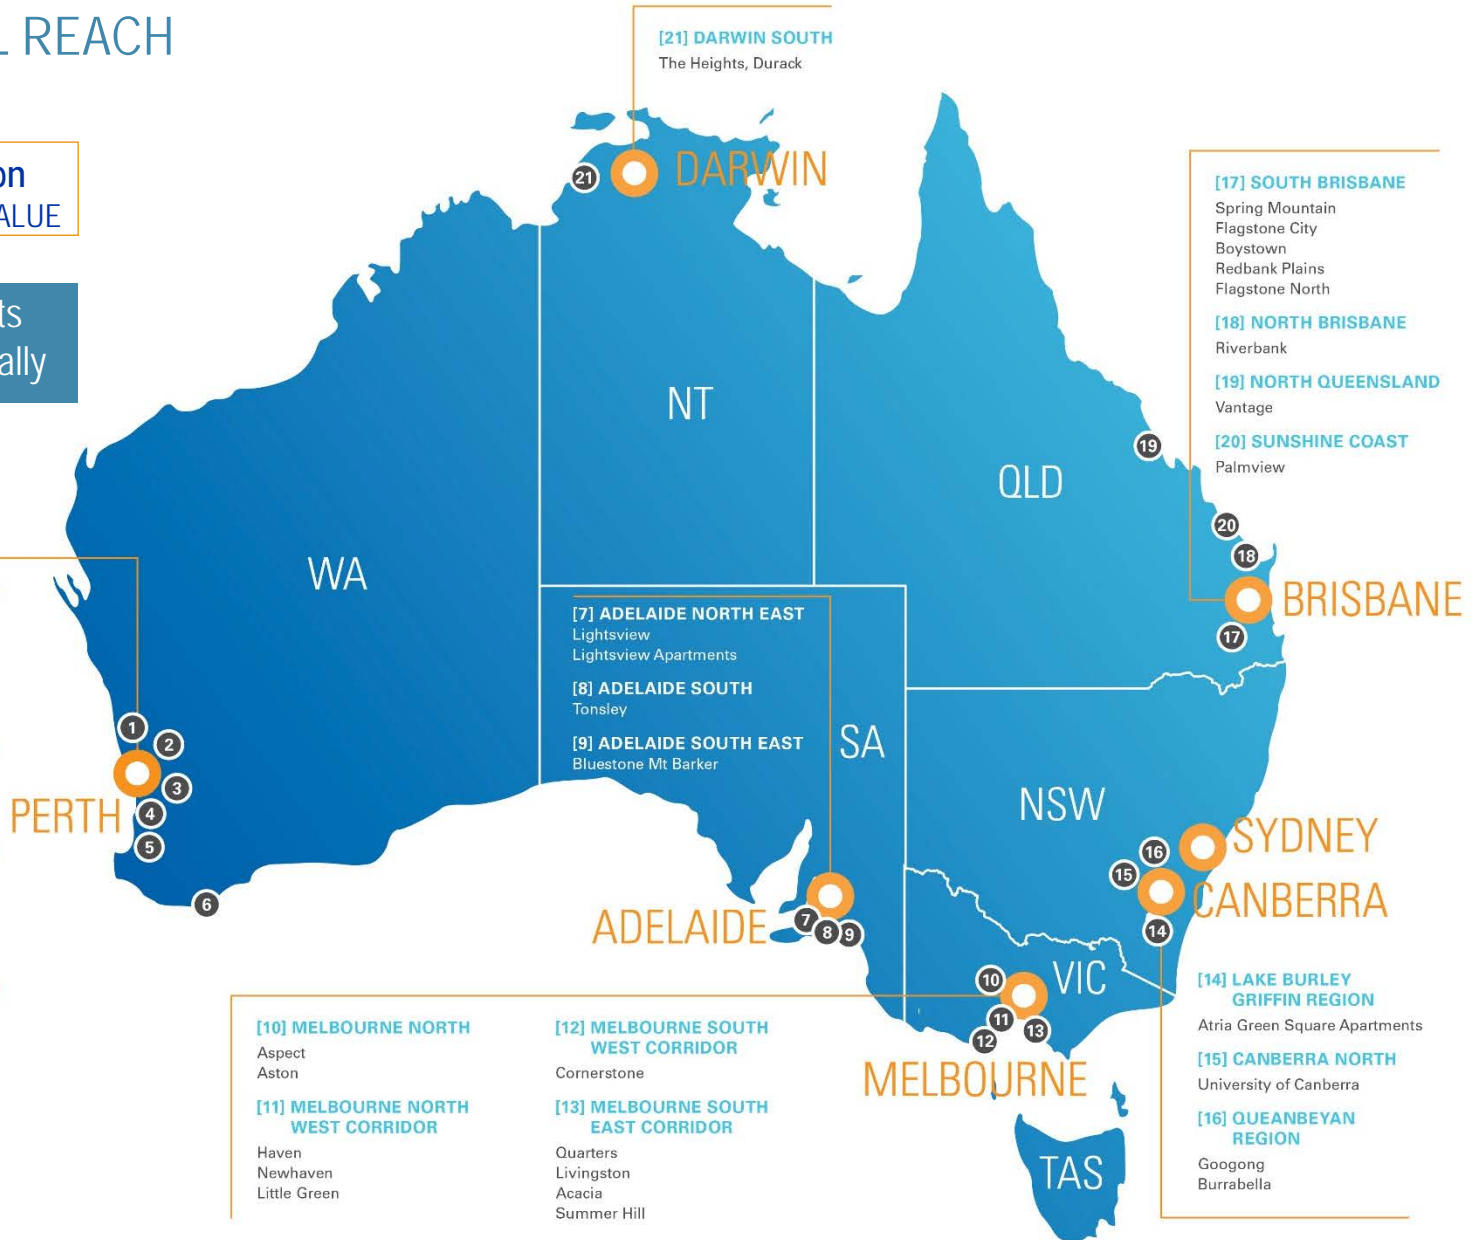 L REACH
on
ALUE
ts
ally
[21] DARWIN SOUTH
The Heights, Durack
21
DARWIN
[17] SOUTH BRISBANE
Spring Mountain
Flagstone City
Boystown
Redbank Plains
Flagstone North
[18] NORTH BRISBANE
Riverbank
[19] NORTH QUEENSLAND
Vantage
[20] SUNSHINE COAST
Palmview
NT
QLD
WA
19
20
18
BRISBANE
17
[7] ADELAIDE NORTH EAST
Lightsview
Lightsview Apartments
[8] ADELAIDE SOUTH
Tonsley
[9] ADELAIDE SOUTH EAST
Bluestone Mt Barker
SA
NSW
1
2
3
PERTH
4
5
6
SYDNEY
16
15
CANBERRA
14
ADELAIDE
7
8
9
10
VIC
11
12
13
MELBOURNE
TAS
[10] MELBOURNE NORTH
Aspect
Aston
[11] MELBOURNE NORTH
WEST CORRIDOR
Haven
Newhaven
Little Green
[12] MELBOURNE SOUTH
WEST CORRIDOR
Cornerstone
[13] MELBOURNE SOUTH
EAST CORRIDOR
Quarters
Livingston
Acacia
Summer Hill
[14] LAKE BURLEY
GRIFFIN REGION
Atria Green Square Apartments
[15] CANBERRA NORTH
University of Canberra
[16] QUEANBEYAN
REGION
Googong
Burrabella